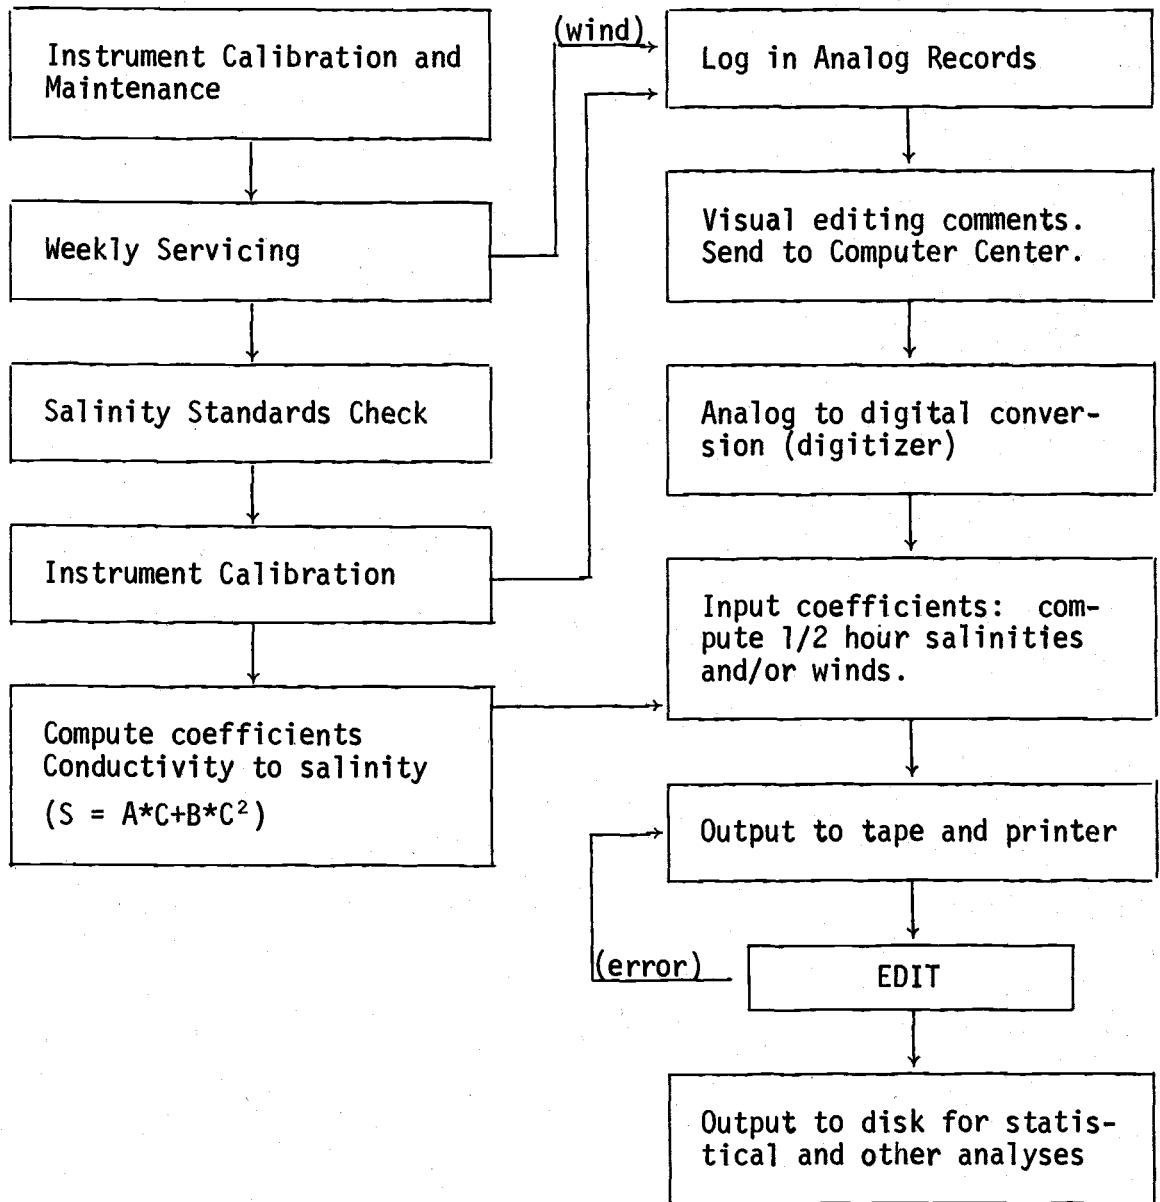 Instrument Calibration and
Maintenance
Weekly Servicing
Salinity Standards Check
Instrument Calibration
Compute coefficients
Conductivity to salinity
(S = A*C+B*C²)
(wind)
Log in Analog Records
Visual editing comments.
Send to Computer Center.
Analog to digital conver-
sion (digitizer)
Input coefficients: com-
pute 1/2 hour salinities
and/or winds.
Output to tape and printer
(error)
EDIT
Output to disk for statis-
tical and other analyses